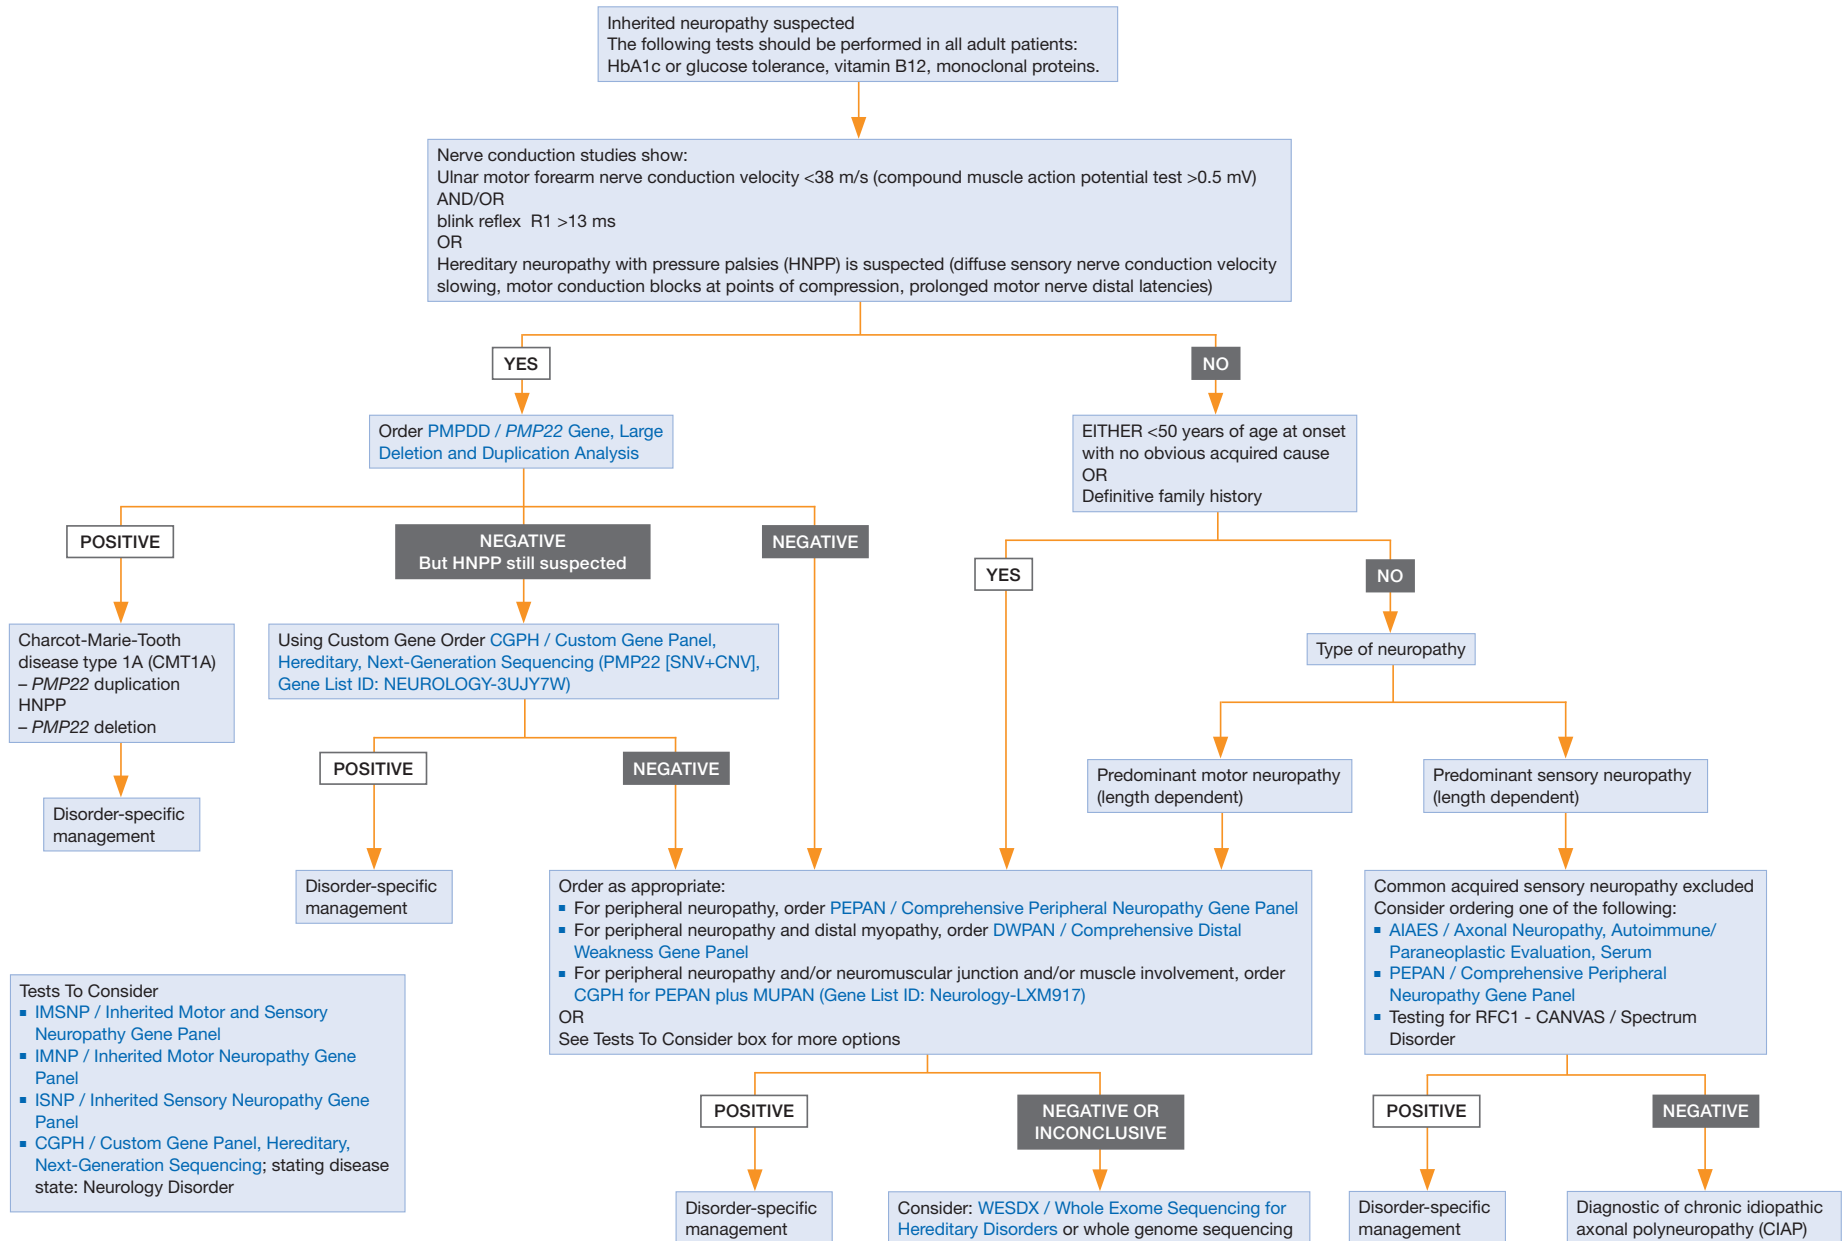 Inherited neuropathy suspected
The following tests should be performed in all adult patients:
HbA1c or glucose tolerance, vitamin B12, monoclonal proteins.
Nerve conduction studies show:
Ulnar motor forearm nerve conduction velocity <38 m/s (compound muscle action potential test >0.5 mV)
AND/OR
blink reflex R1 >13 ms
OR
Hereditary neuropathy with pressure palsies (HNPP) is suspected (diffuse sensory nerve conduction velocity
slowing, motor conduction blocks at points of compression, prolonged motor nerve distal latencies)
YES
NO
Order PMPDD / PMP22 Gene, Large
Deletion and Duplication Analysis
EITHER <50 years of age at onset
with no obvious acquired cause
OR
Definitive family history
POSITIVE
NEGATIVE
But HNPP still suspected
NEGATIVE
YES
NO
Charcot-Marie-Tooth
disease type 1A (CMT1A)
– PMP22 duplication
HNPP
– PMP22 deletion
Using Custom Gene Order CGPH / Custom Gene Panel,
Hereditary, Next-Generation Sequencing (PMP22 [SNV+CNV],
Gene List ID: NEUROLOGY-3UJY7W)
Type of neuropathy
POSITIVE
NEGATIVE
Predominant motor neuropathy
(length dependent)
Predominant sensory neuropathy
(length dependent)
Disorder-specific
management
Disorder-specific
management
Order as appropriate:
▪ For peripheral neuropathy, order PEPAN / Comprehensive Peripheral Neuropathy Gene Panel
▪ For peripheral neuropathy and distal myopathy, order DWPAN / Comprehensive Distal
Weakness Gene Panel
▪ For peripheral neuropathy and/or neuromuscular junction and/or muscle involvement, order
CGPH for PEPAN plus MUPAN (Gene List ID: Neurology-LXM917)
OR
See Tests To Consider box for more options
Common acquired sensory neuropathy excluded
Consider ordering one of the following:
▪ AIAES / Axonal Neuropathy, Autoimmune/
Paraneoplastic Evaluation, Serum
▪ PEPAN / Comprehensive Peripheral
Neuropathy Gene Panel
▪ Testing for RFC1 - CANVAS / Spectrum
Disorder
Tests To Consider
▪ IMSNP / Inherited Motor and Sensory
Neuropathy Gene Panel
▪ IMNP / Inherited Motor Neuropathy Gene
Panel
▪ ISNP / Inherited Sensory Neuropathy Gene
Panel
▪ CGPH / Custom Gene Panel, Hereditary,
Next-Generation Sequencing; stating disease
state: Neurology Disorder
POSITIVE
NEGATIVE OR
INCONCLUSIVE
POSITIVE
NEGATIVE
Disorder-specific
management
Consider: WESDX / Whole Exome Sequencing for
Hereditary Disorders or whole genome sequencing
Disorder-specific
management
Diagnostic of chronic idiopathic
axonal polyneuropathy (CIAP)